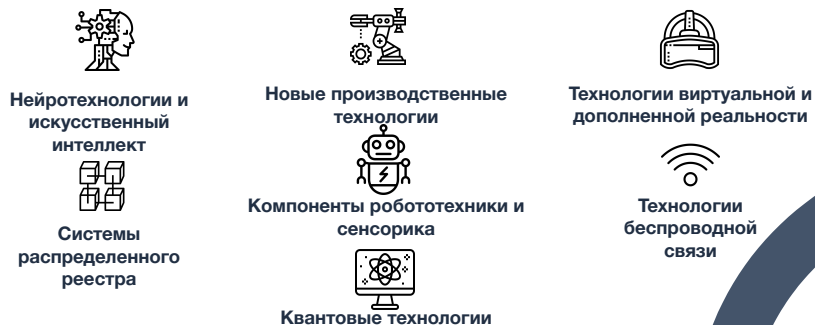 Нейротехнологии и
искусственный
интеллект
Новые производственные
технологии
Технологии виртуальной и
дополненной реальности
Системы
распределенного
реестра
Компоненты робототехники и
сенсорика
Технологии
беспроводной
связи
Квантовые технологии